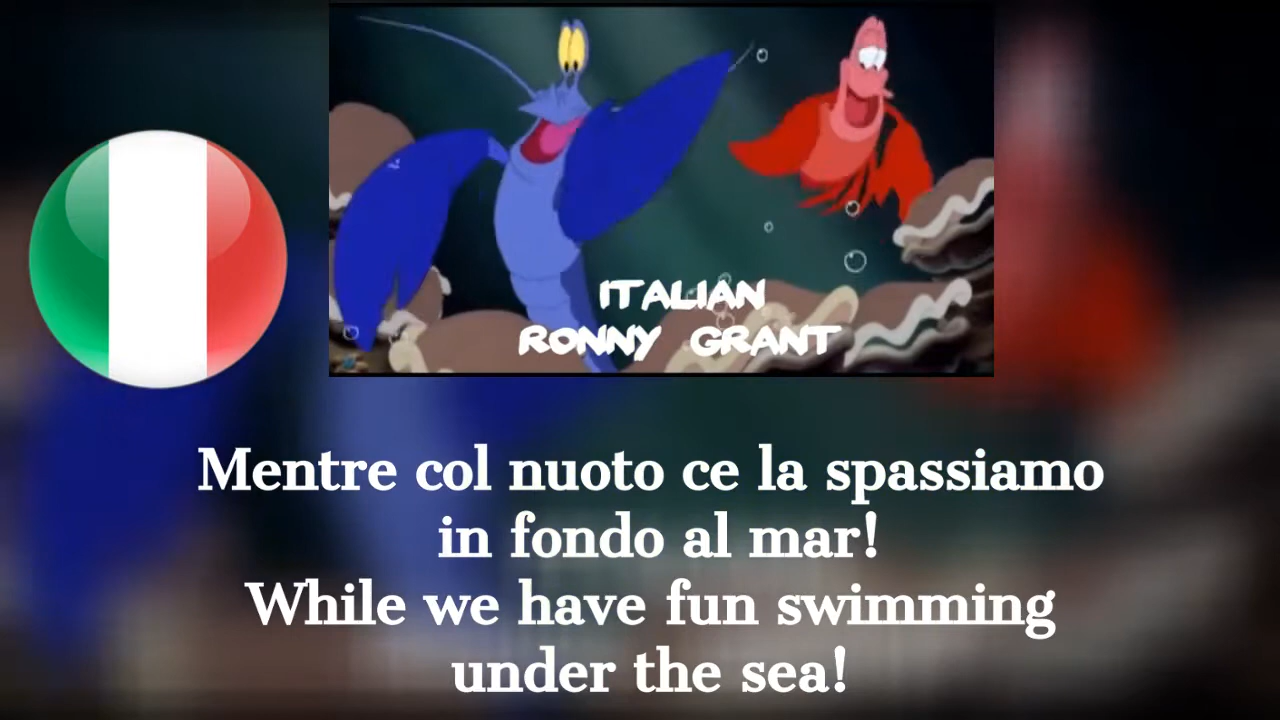 ITALIAN
RONNY GRANT
Mentre col nuoto ce la spassiamo
in fondo al mar!
While we have fun swimming
under the sea!